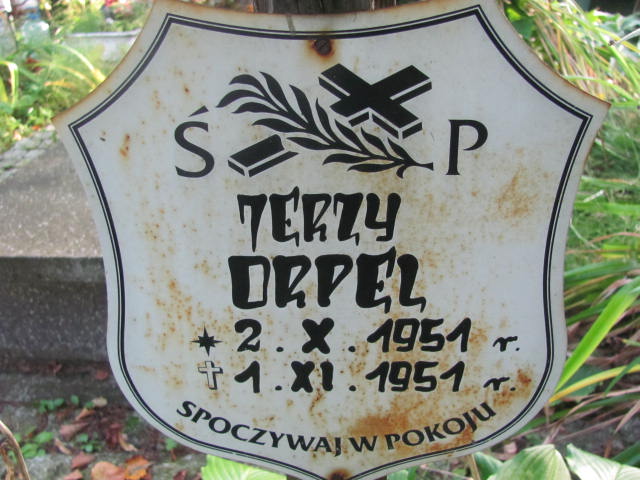 Ś P
JERZY
ORPEL
2. X. 1951 r.
1. XI. 1951 r.
SPOCZYWAJ W POKOJU